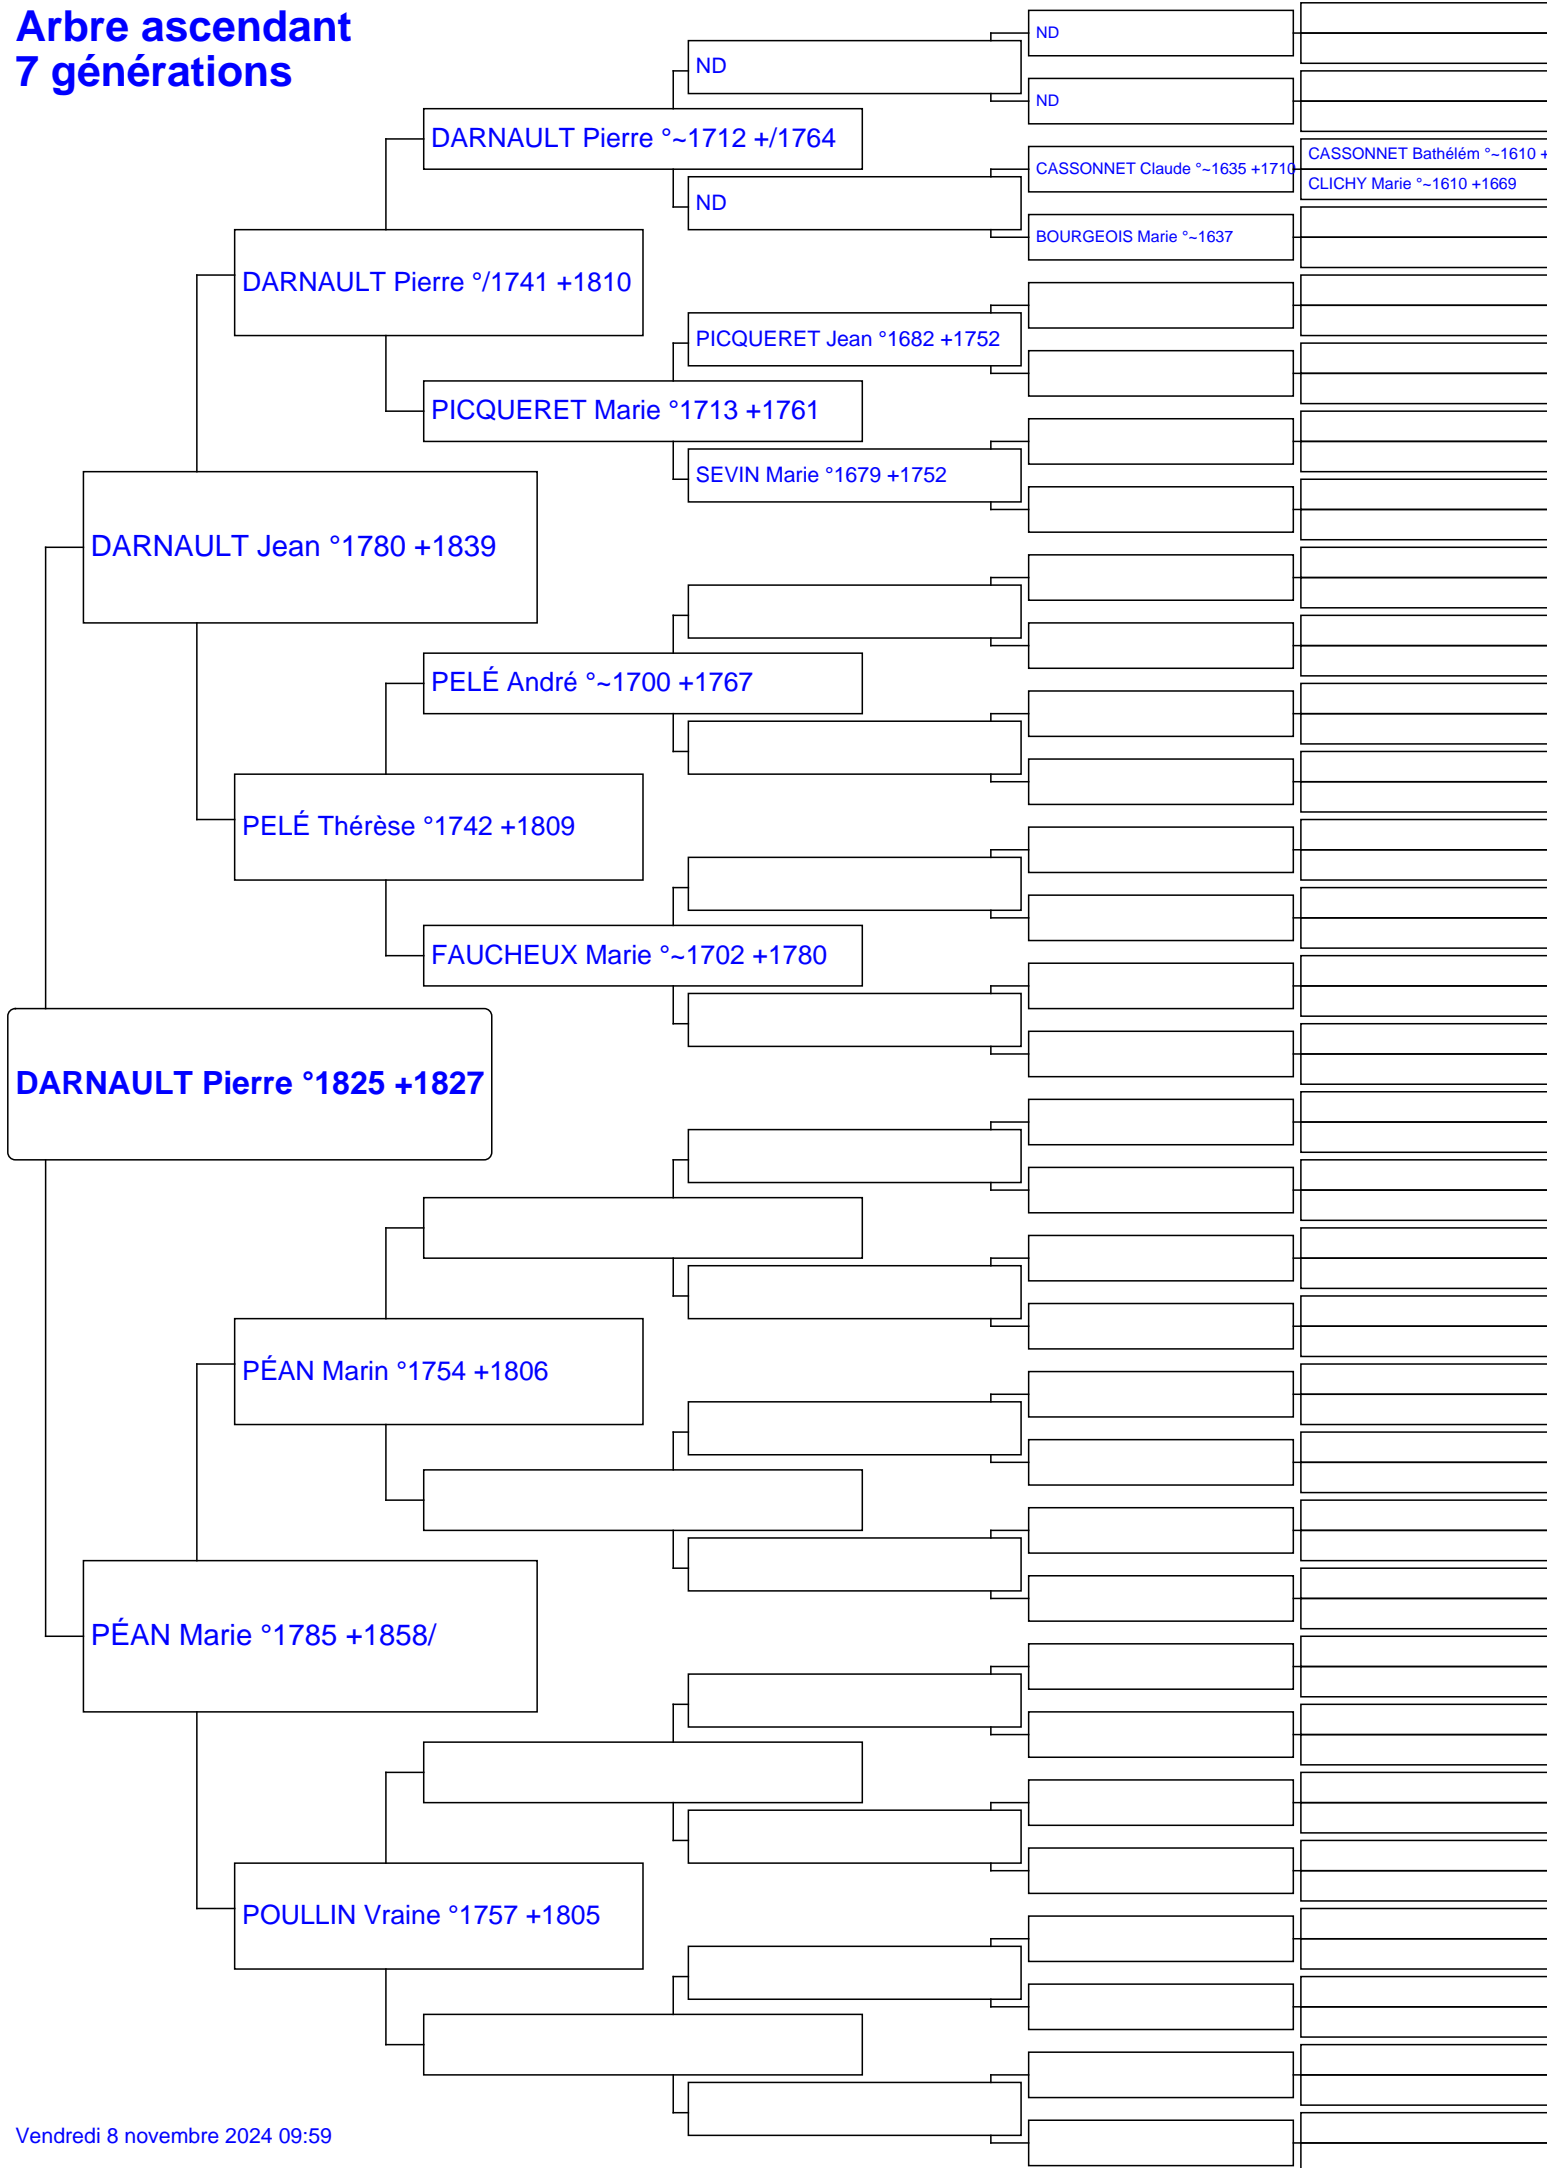 Arbre ascendant
7 générations
ND
ND
ND
DARNAULT Pierre °~1712 +/1764
CASSONNET Claude °~1635 +1710
CASSONNET Bathélém °~1610 +
CLICHY Marie °~1610 +1669
ND
BOURGEOIS Marie °~1637
DARNAULT Pierre °/1741 +1810
PICQUERET Jean °1682 +1752
PICQUERET Marie °1713 +1761
SEVIN Marie °1679 +1752
DARNAULT Jean °1780 +1839
PELÉ André °~1700 +1767
PELÉ Thérèse °1742 +1809
FAUCHEUX Marie °~1702 +1780
DARNAULT Pierre °1825 +1827
PÉAN Marin °1754 +1806
PÉAN Marie °1785 +1858/
POULLIN Vraine °1757 +1805
Vendredi 8 novembre 2024 09:59